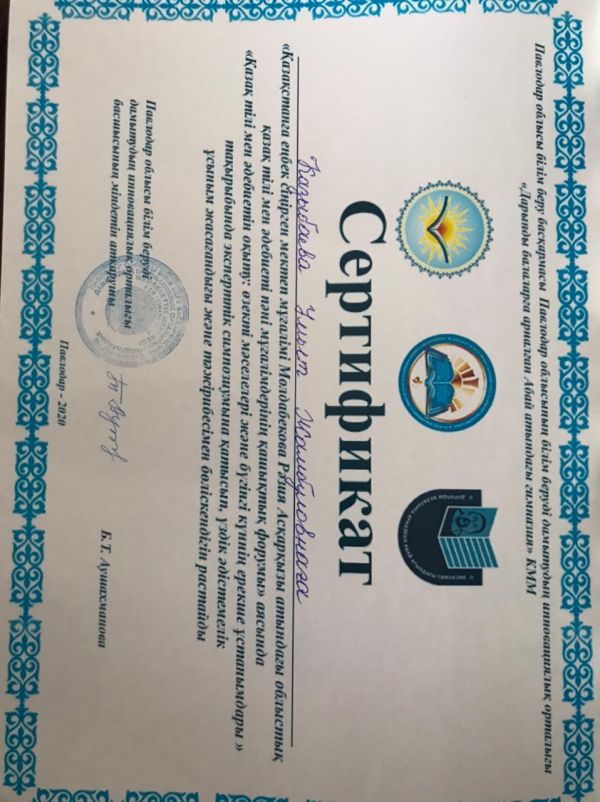 Павлодар облысы білім беру басқармасы Павлодар облысының білім беруді дамытудың инновациялық орталығы
«Дарынды балаларға арналған Абай атындағы гимназия» КММ
Сертификат
Казыбаева Умыт Жамбуловнаға
«Қазақстанға еңбек сіңірген мектеп мұғалімі Молдабекова Рәзия Асқарқызы атындағы облыстық
қазақ тілі мен әдебиеті пәні мұғалімдерінің қашықтық форумы» аясында
«Қазақ тілі мен әдебиетін оқыту: өзекті мәселелері және бүгінгі күннің ерекше ұстанымдары »
тақырыбында эксперттік симпозиумына қатысып, үздік әдістемелік
ұсыным жасағандығы және тәжірибесімен бөліскендігін растайды
Павлодар облысы білім беруді
дамытудың инновациялық орталығы
басшысының міндетін атқарушы
Б.Т. Аушахманова
Павлодар - 2020